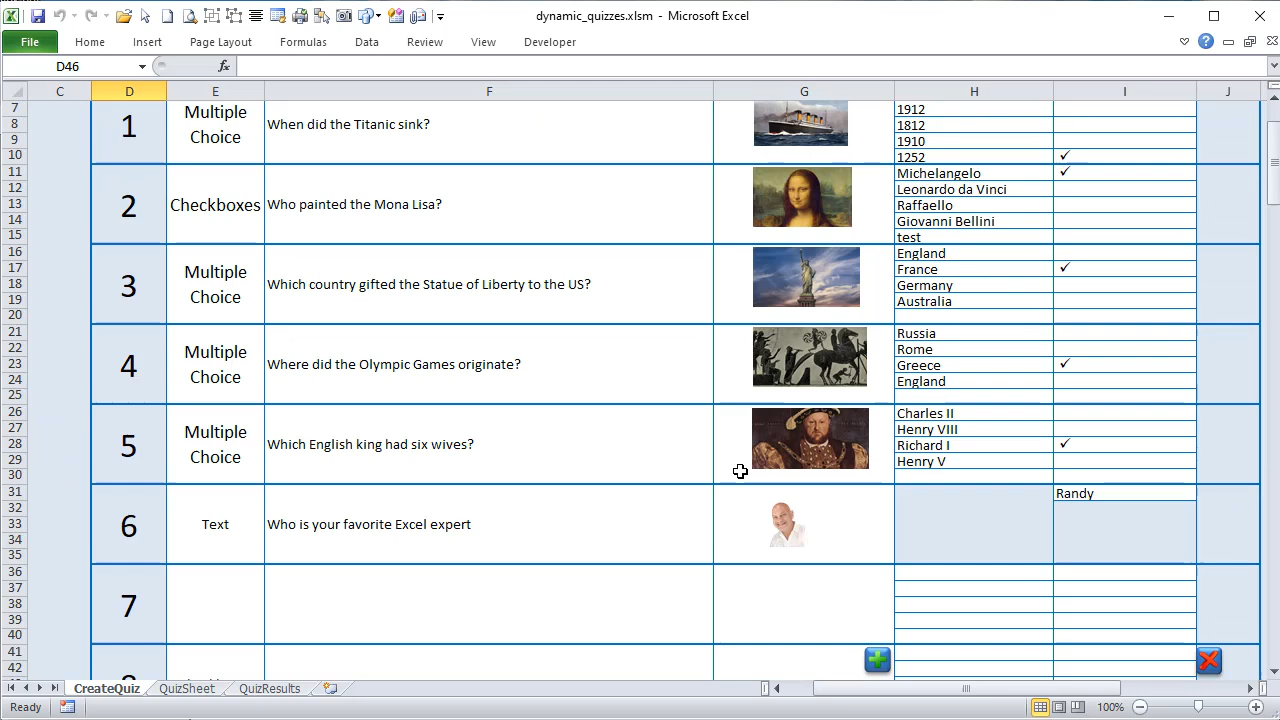 dynamic_quizzes.xlsm - Microsoft Excel
File Home Insert Page Layout Formulas Data Review View Developer
D46 fx
C D E F G H I J
7 1912
8 1 Multiple Choice When did the Titanic sink? 1812
9 1910
10 1252 ✓
11 Michelangelo ✓
12 Leonardo da Vinci
13 2 Checkboxes Who painted the Mona Lisa? Raffaello
14 Giovanni Bellini
15 test
16 England
17 France ✓
18 3 Multiple Choice Which country gifted the Statue of Liberty to the US? Germany
19 Australia
20
21 Russia
22 Rome
23 4 Multiple Choice Where did the Olympic Games originate? Greece ✓
24 England
25
26 Charles II
27 Henry VIII
28 5 Multiple Choice Which English king had six wives? Richard I ✓
29 Henry V
30
31 Randy
32
33 6 Text Who is your favorite Excel expert
34
35
36
37
38 7
39
40
41
42
CreateQuiz QuizSheet QuizResults
Ready 100%